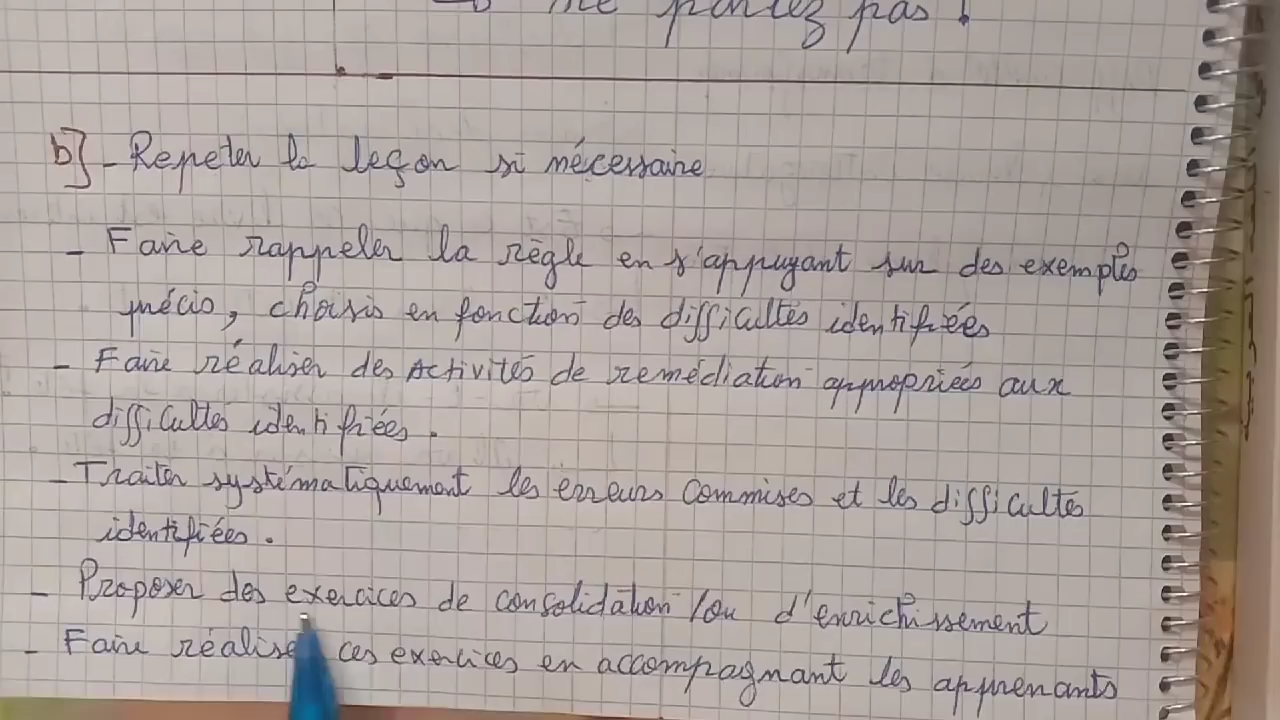 ne parlez pas !
b] - Repeter la leçon si nécessaire
- Faire rappeler la règle en s'appuyant sur des exemples
précis, choisis en fonction des difficultés identifiées
- Faire réaliser des Activités de remédiation appropriées aux
difficultés identifiées.
- Traiter systématiquement les erreurs commises et les difficultés
identifiées.
- Proposer des exercices de consolidation /ou d'enrichissement
- Faire réaliser ces exercices en accompagnant les apprenants